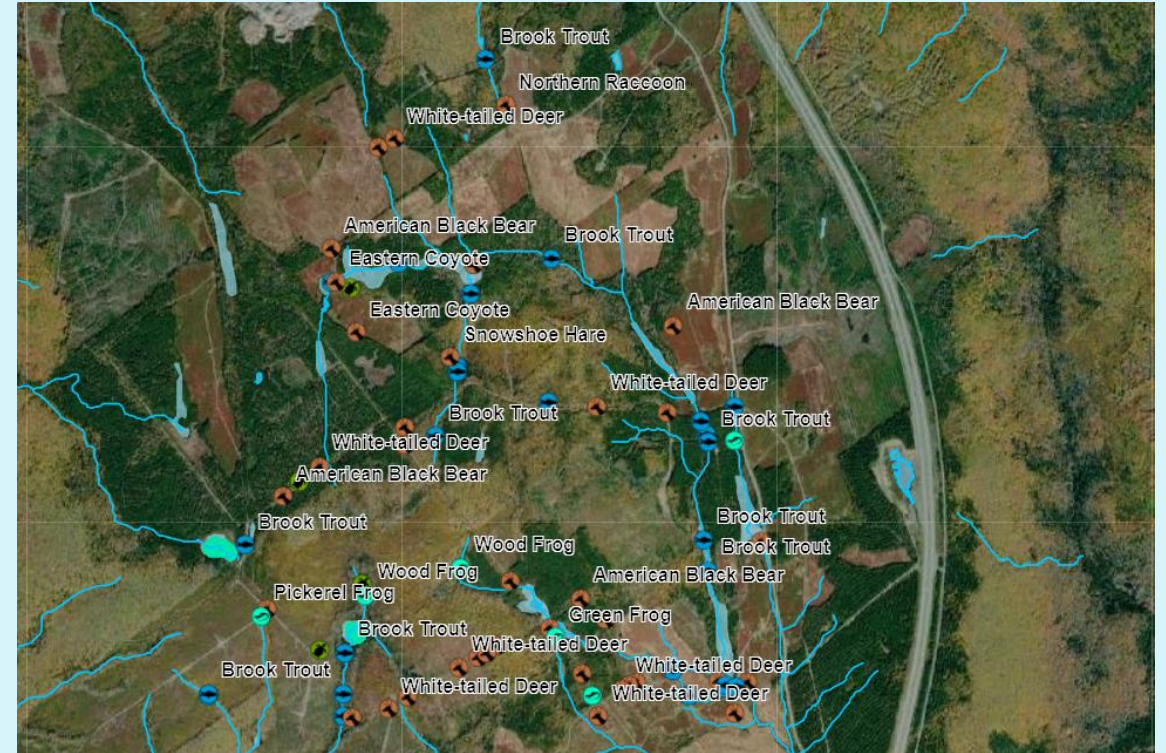 Brook Trout
Northern Raccoon
White-tailed Deer
American Black Bear
Brook Trout
Eastern Coyote
American Black Bear
Eastern Coyote
Snowshoe Hare
White-tailed Deer
Brook Trout
Brook Trout
White-tailed Deer
American Black Bear
Brook Trout
Brook Trout
Wood Frog
Brook Trout
Wood Frog
American Black Bear
Pickerel Frog
Green Frog
Brook Trout
White-tailed Deer
White-tailed Deer
Brook Trout
White-tailed Deer
White-tailed Deer